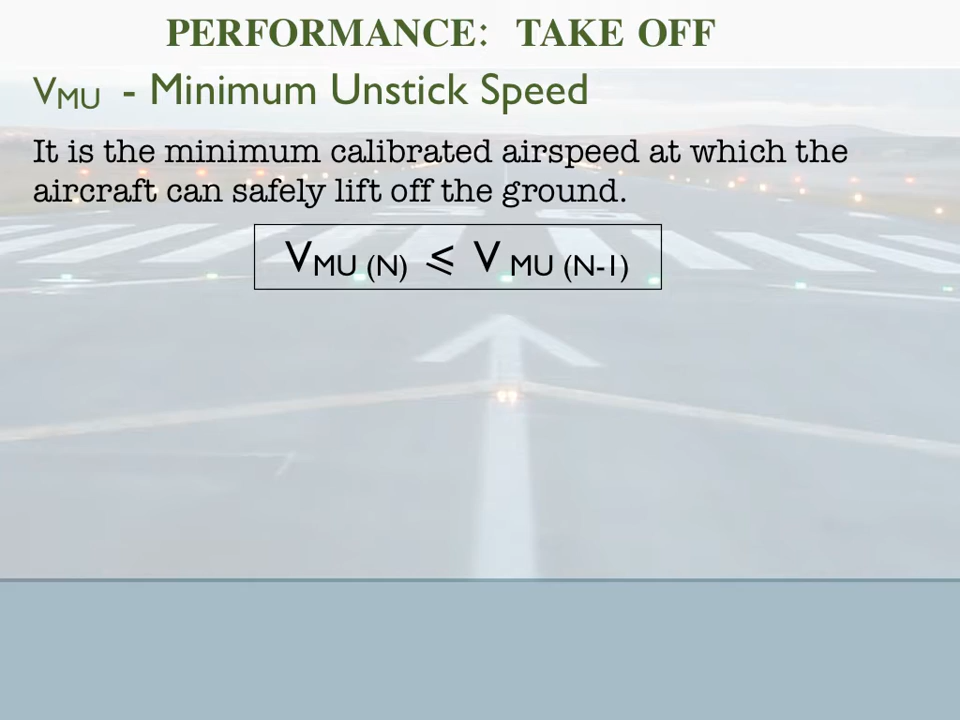 PERFORMANCE: TAKE OFF
VMU - Minimum Unstick Speed
It is the minimum calibrated airspeed at which the
aircraft can safely lift off the ground.
VMU (N) ⩽ V MU (N-1)